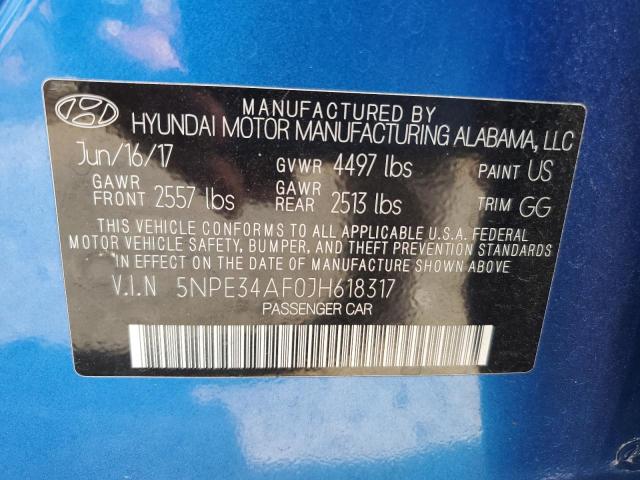 MANUFACTURED BY
HYUNDAI MOTOR MANUFACTURING ALABAMA, LLC
Jun/16/17 GVWR 4497 lbs PAINT US
GAWR FRONT 2557 lbs GAWR REAR 2513 lbs TRIM GG
THIS VEHICLE CONFORMS TO ALL APPLICABLE U.S.A. FEDERAL
MOTOR VEHICLE SAFETY, BUMPER, AND THEFT PREVENTION STANDARDS
IN EFFECT ON THE DATE OF MANUFACTURE SHOWN ABOVE.
V.I.N 5NPE34AF0JH618317
PASSENGER CAR